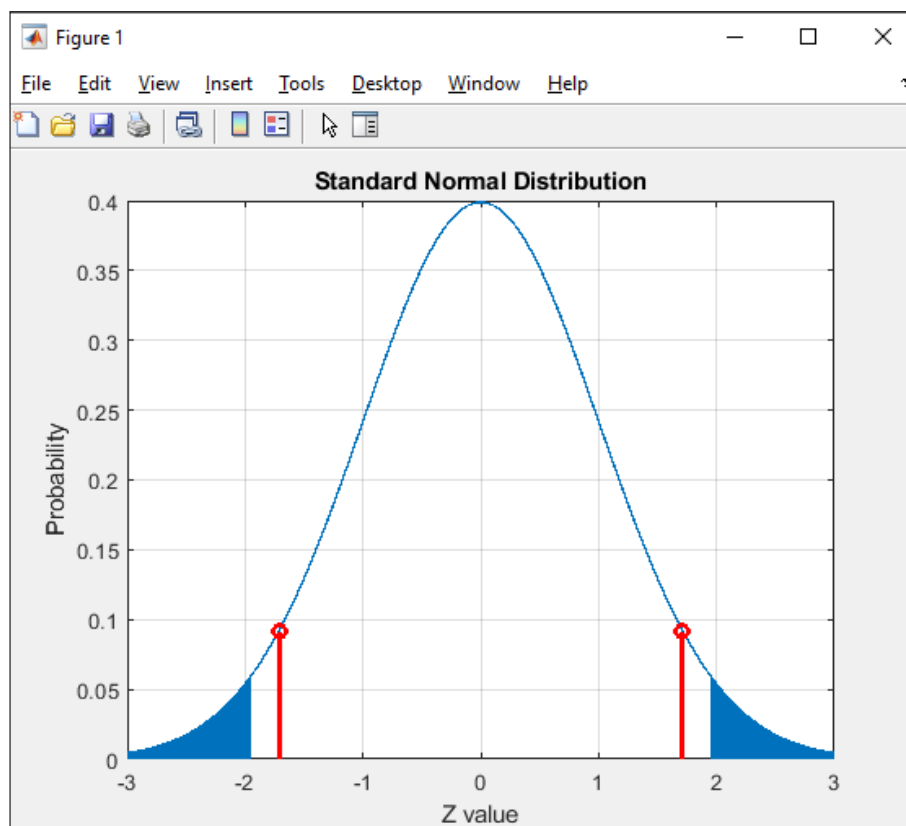 Figure 1
File Edit View Insert Tools Desktop Window Help
Standard Normal Distribution
0.4
0.35
0.3
0.25
0.2
0.15
0.1
0.05
0
Probability
-3 -2 -1 0 1 2 3
Z value